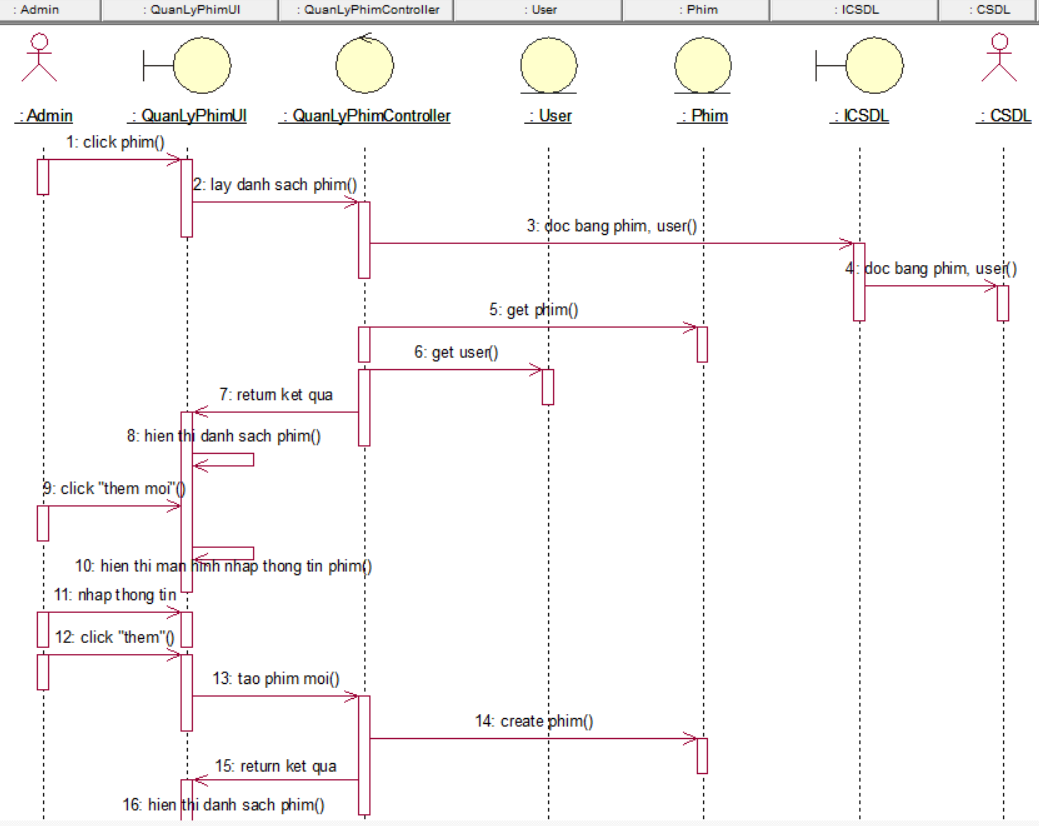 : Admin : QuanLyPhimUI : QuanLyPhimController : User : Phim : ICSDL : CSDL
: Admin : QuanLyPhimUI : QuanLyPhimController : User : Phim : ICSDL : CSDL
1: click phim()
2: lay danh sach phim()
3: doc bang phim, user()
4: doc bang phim, user()
5: get phim()
6: get user()
7: return ket qua
8: hien thi danh sach phim()
9: click "them moi"()
10: hien thi man hinh nhap thong tin phim()
11: nhap thong tin
12: click "them"()
13: tao phim moi()
14: create phim()
15: return ket qua
16: hien thi danh sach phim()